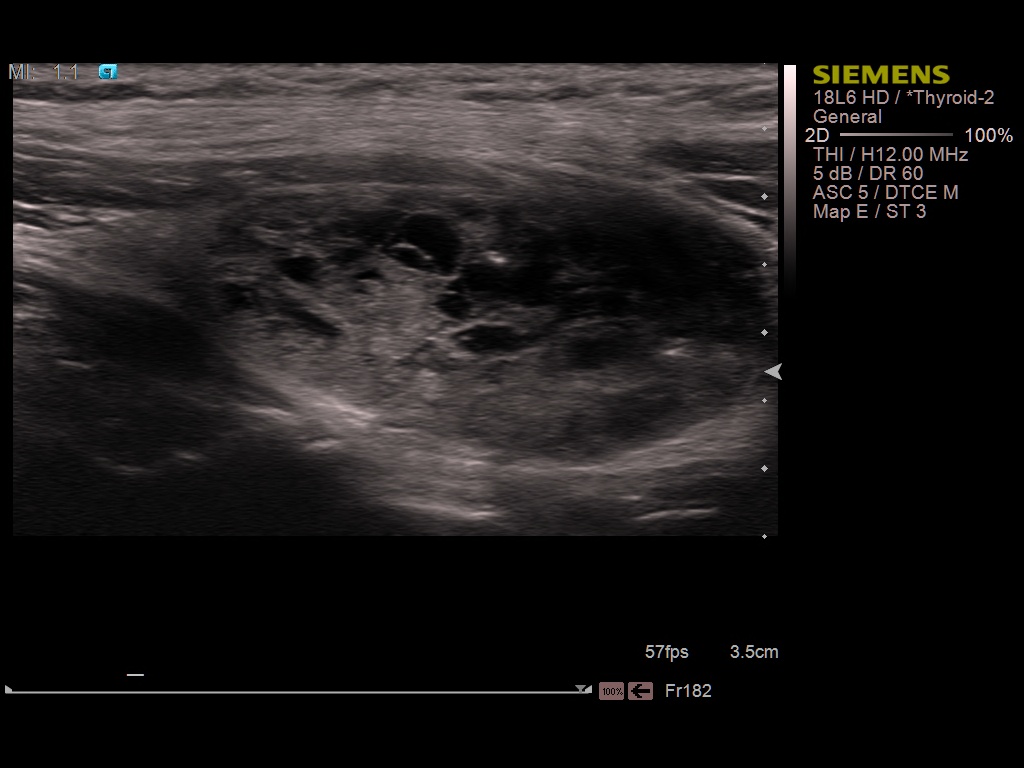 MI: 1.1
SIEMENS
18L6 HD / *Thyroid-2
General
2D 100%
THI / H12.00 MHz
5 dB / DR 60
ASC 5 / DTCE M
Map E / ST 3
57fps 3.5cm
100% Fr182